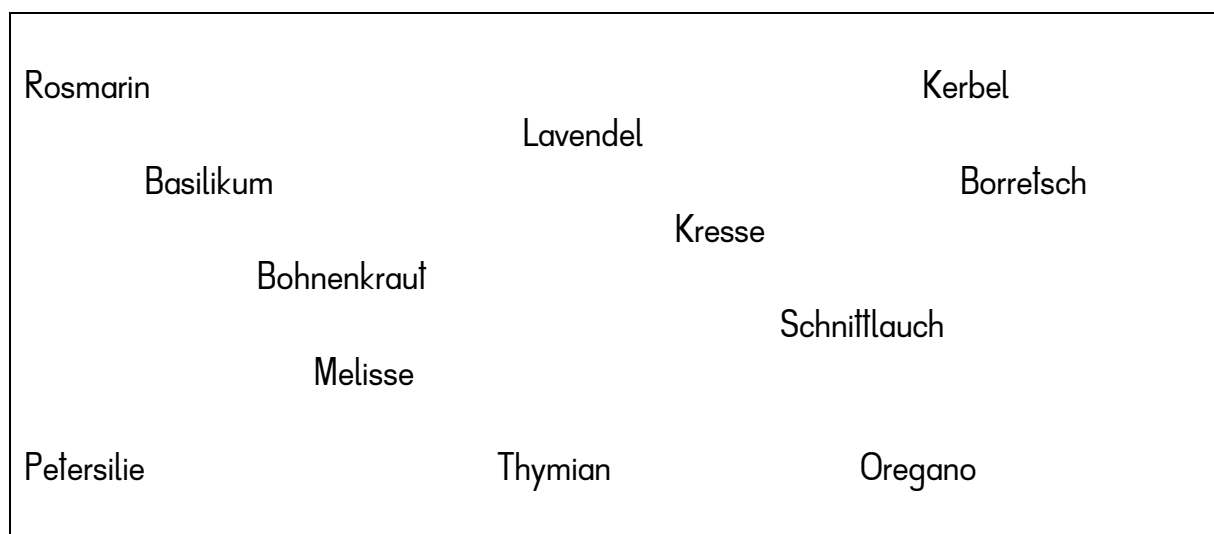 Rosmarin Kerbel
Lavendel
Basilikum Borretsch
Kresse
Bohnenkraut
Schnittlauch
Melisse
Petersilie Thymian Oregano